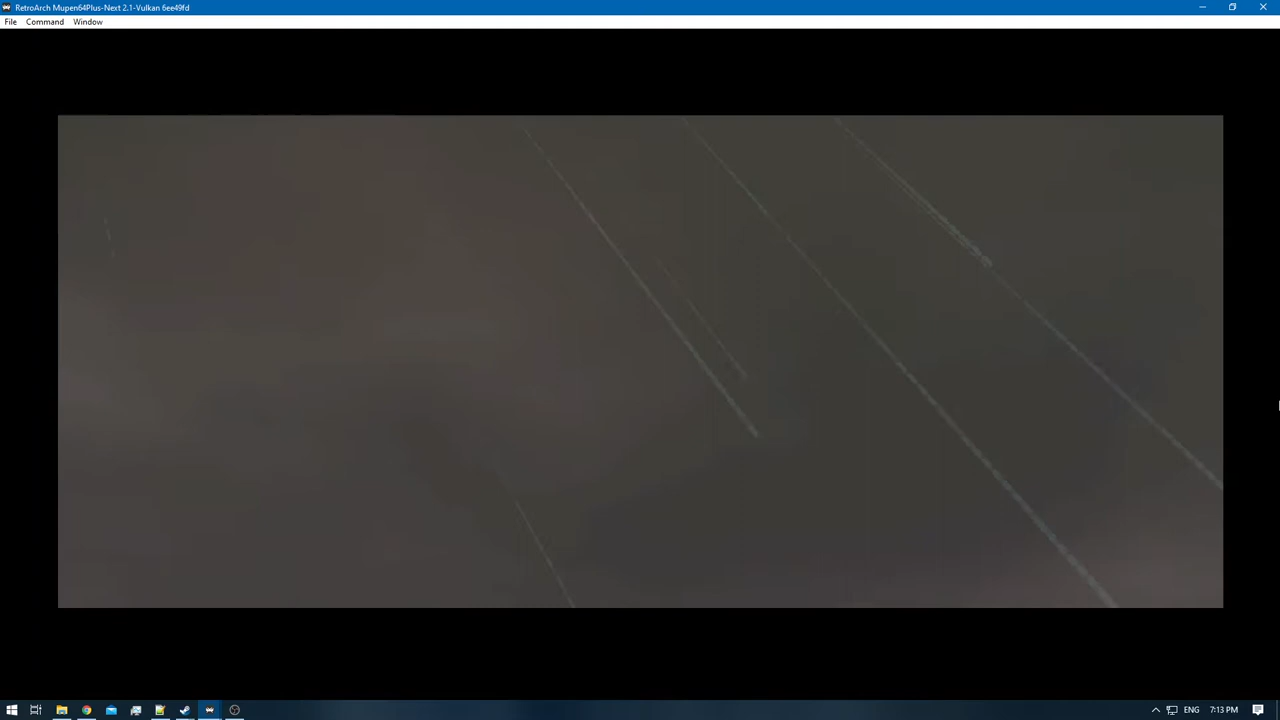 RetroArch Mupen64Plus-Next 2.1-Vulkan 6ee49fd
File Command Window
ENG 7:13 PM